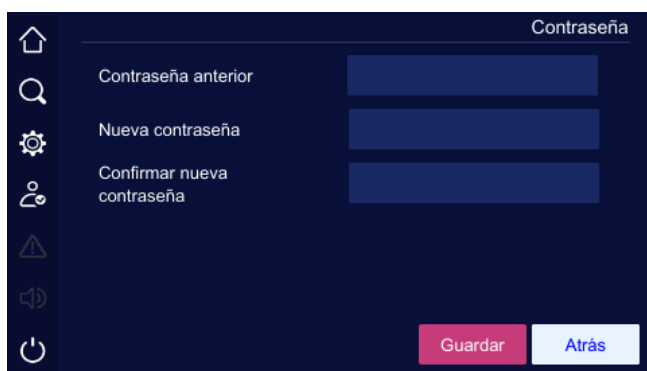 Contraseña
Contraseña anterior
Nueva contraseña
Confirmar nueva
contraseña
Guardar
Atrás